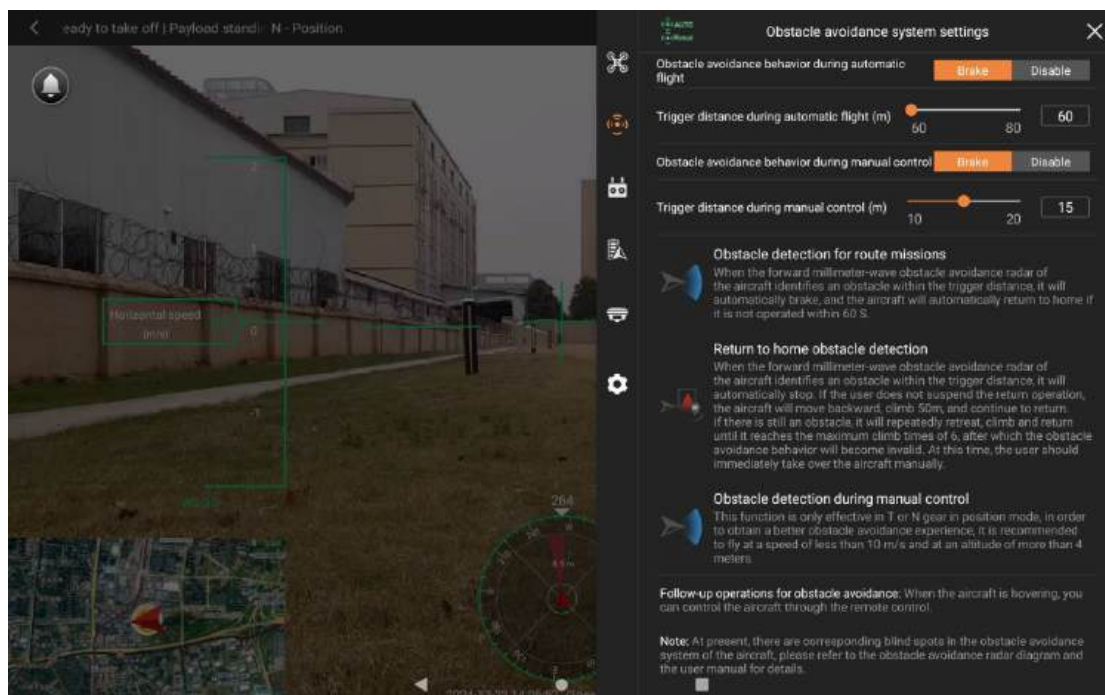 eady to take off | Payload standi: N - Position
AUTO
Obstacle avoidance system settings
Obstacle avoidance behavior during automatic
flight
Brake
Disable
Trigger distance during automatic flight (m)
60
80
60
Obstacle avoidance behavior during manual control
Brake
Disable
Trigger distance during manual control (m)
10
20
15
Obstacle detection for route missions
When the forward millimeter-wave obstacle avoidance radar of
the aircraft identifies an obstacle within the trigger distance, it will
automatically brake, and the aircraft will automatically return to home if
it is not operated within 60 S.
Return to home obstacle detection
When the forward millimeter-wave obstacle avoidance radar of
the aircraft identifies an obstacle within the trigger distance, it will
automatically stop. If the user does not suspend the return operation,
the aircraft will move backward, climb 50m, and continue to return.
If there is still an obstacle, it will repeatedly retreat, climb and return
until it reaches the maximum climb times of 6, after which the obstacle
avoidance behavior will become invalid. At this time, the user should
immediately take over the aircraft manually.
Obstacle detection during manual control
This function is only effective in T or N gear in position mode, in order
to obtain a better obstacle avoidance experience, it is recommended
to fly at a speed of less than 10 m/s and at an altitude of more than 4
meters.
Follow-up operations for obstacle avoidance: When the aircraft is hovering, you
can control the aircraft through the remote control.
Note: At present, there are corresponding blind spots in the obstacle avoidance
system of the aircraft, please refer to the obstacle avoidance radar diagram and
the user manual for details.
2
1
Horizontal speed
0
-1
264